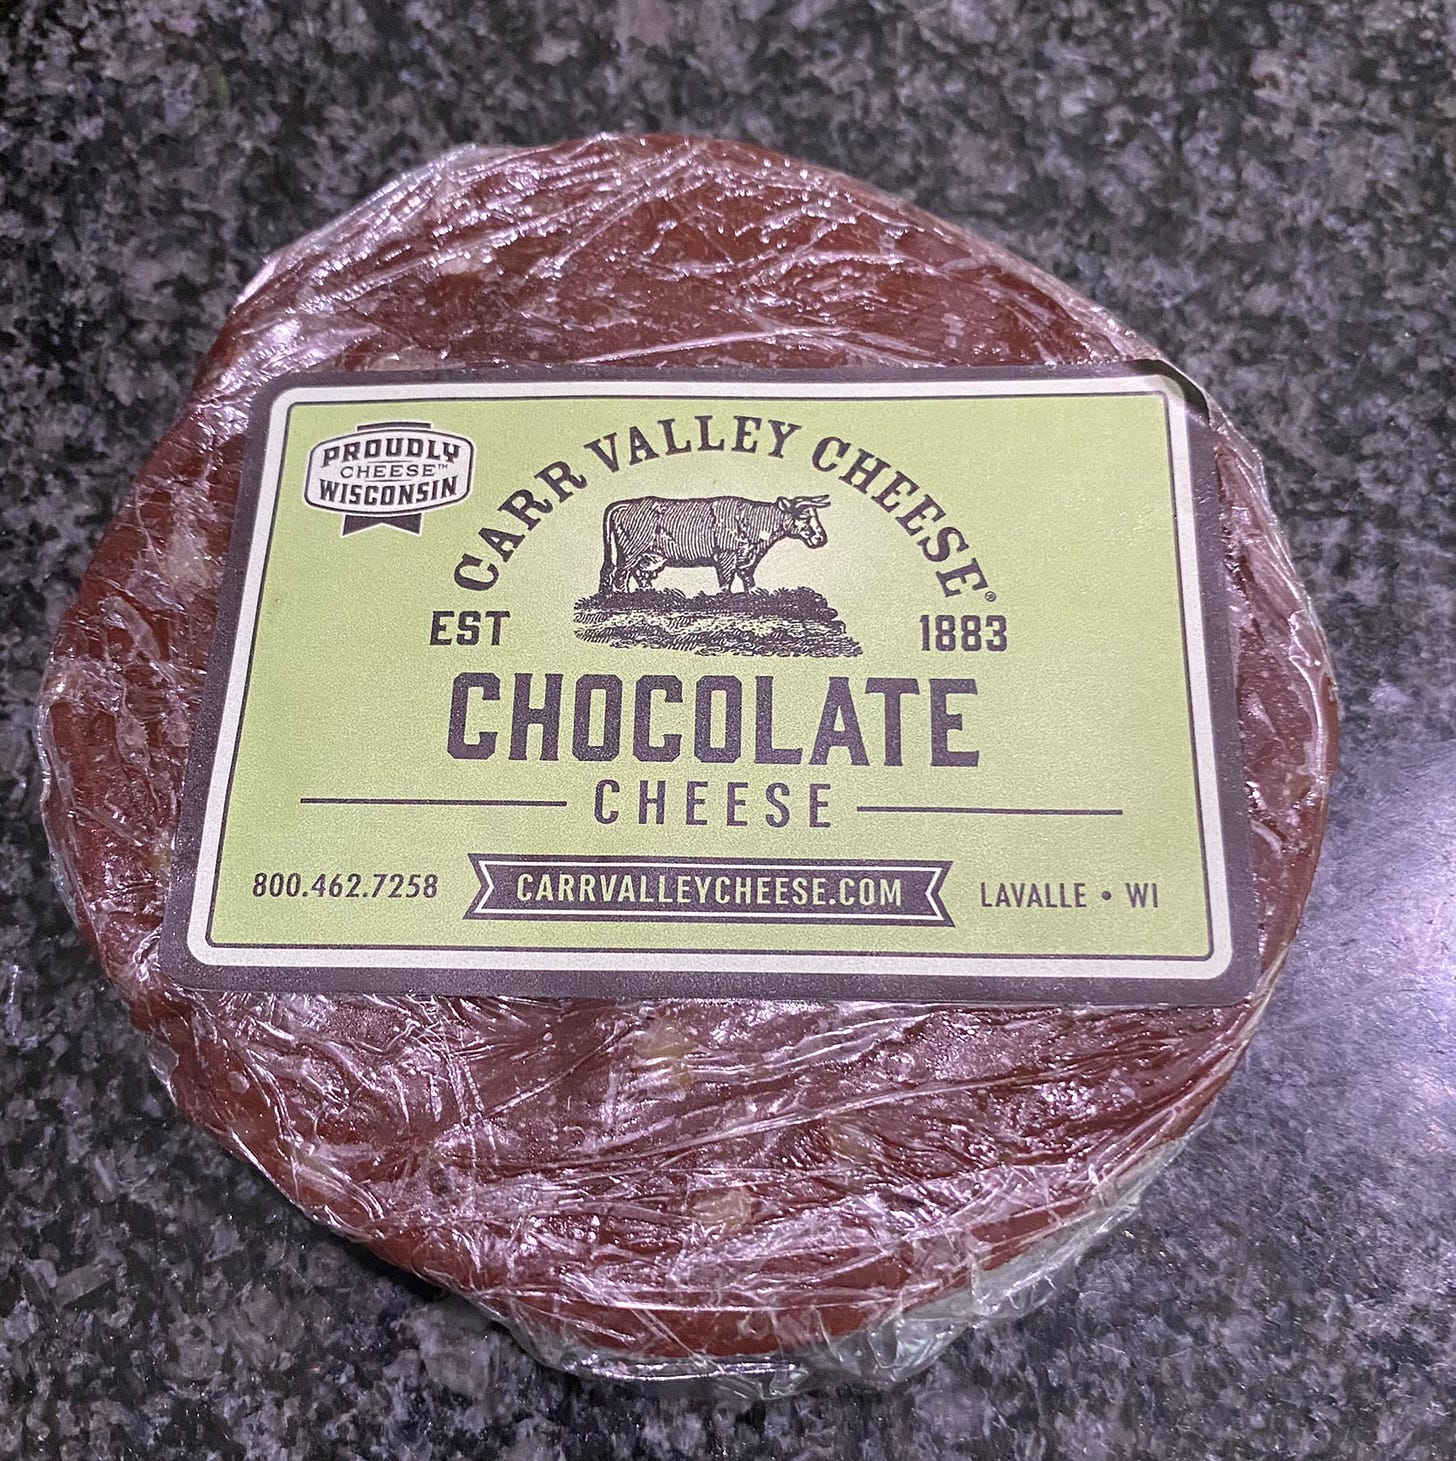 PROUDLY
CHEESE™
WISCONSIN
CARR VALLEY CHEESE®
EST 1883
CHOCOLATE
CHEESE
800.462.7258 CARRVALLEYCHEESE.COM LAVALLE • WI